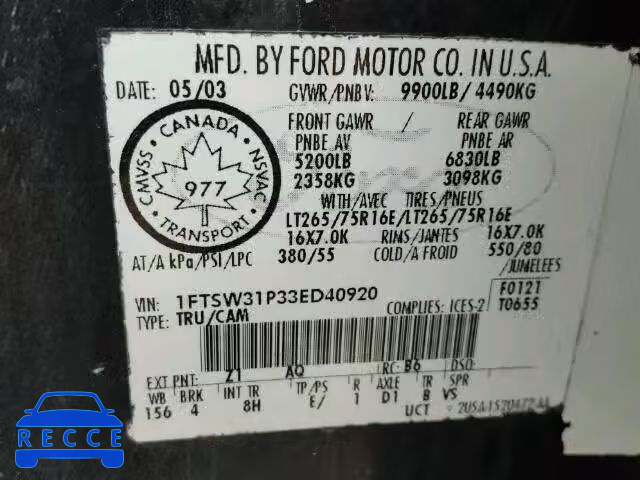 MFD. BY FORD MOTOR CO. IN U.S.A.
DATE: 05/03 GVWR/PNBV: 9900LB/ 4490KG
FRONT GAWR / REAR GAWR
PNBE AV PNBE AR
5200LB 6830LB
2358KG 3098KG
WITH/AVEC TIRES/PNEUS
LT265/75R16E/LT265/75R16E
16X7.0K RIMS/JANTES 16X7.0K
AT/A kPa/PSI/LPC 380/55 COLD/A FROID 550/80
/JUMELEES
CANADA
CMVSS NSVAC
977
TRANSPORT
VIN: 1FTSW31P33ED40920 F0121
TYPE: TRU/CAM COMPLIES: ICES-2 T0655
EXT PNT: Z1 AQ RC: B6 DSO:
WB BRK INT TR TP/PS R AXLE TR SPR
156 4 8H E/ 1 D1 B VS
UCT
RECCE